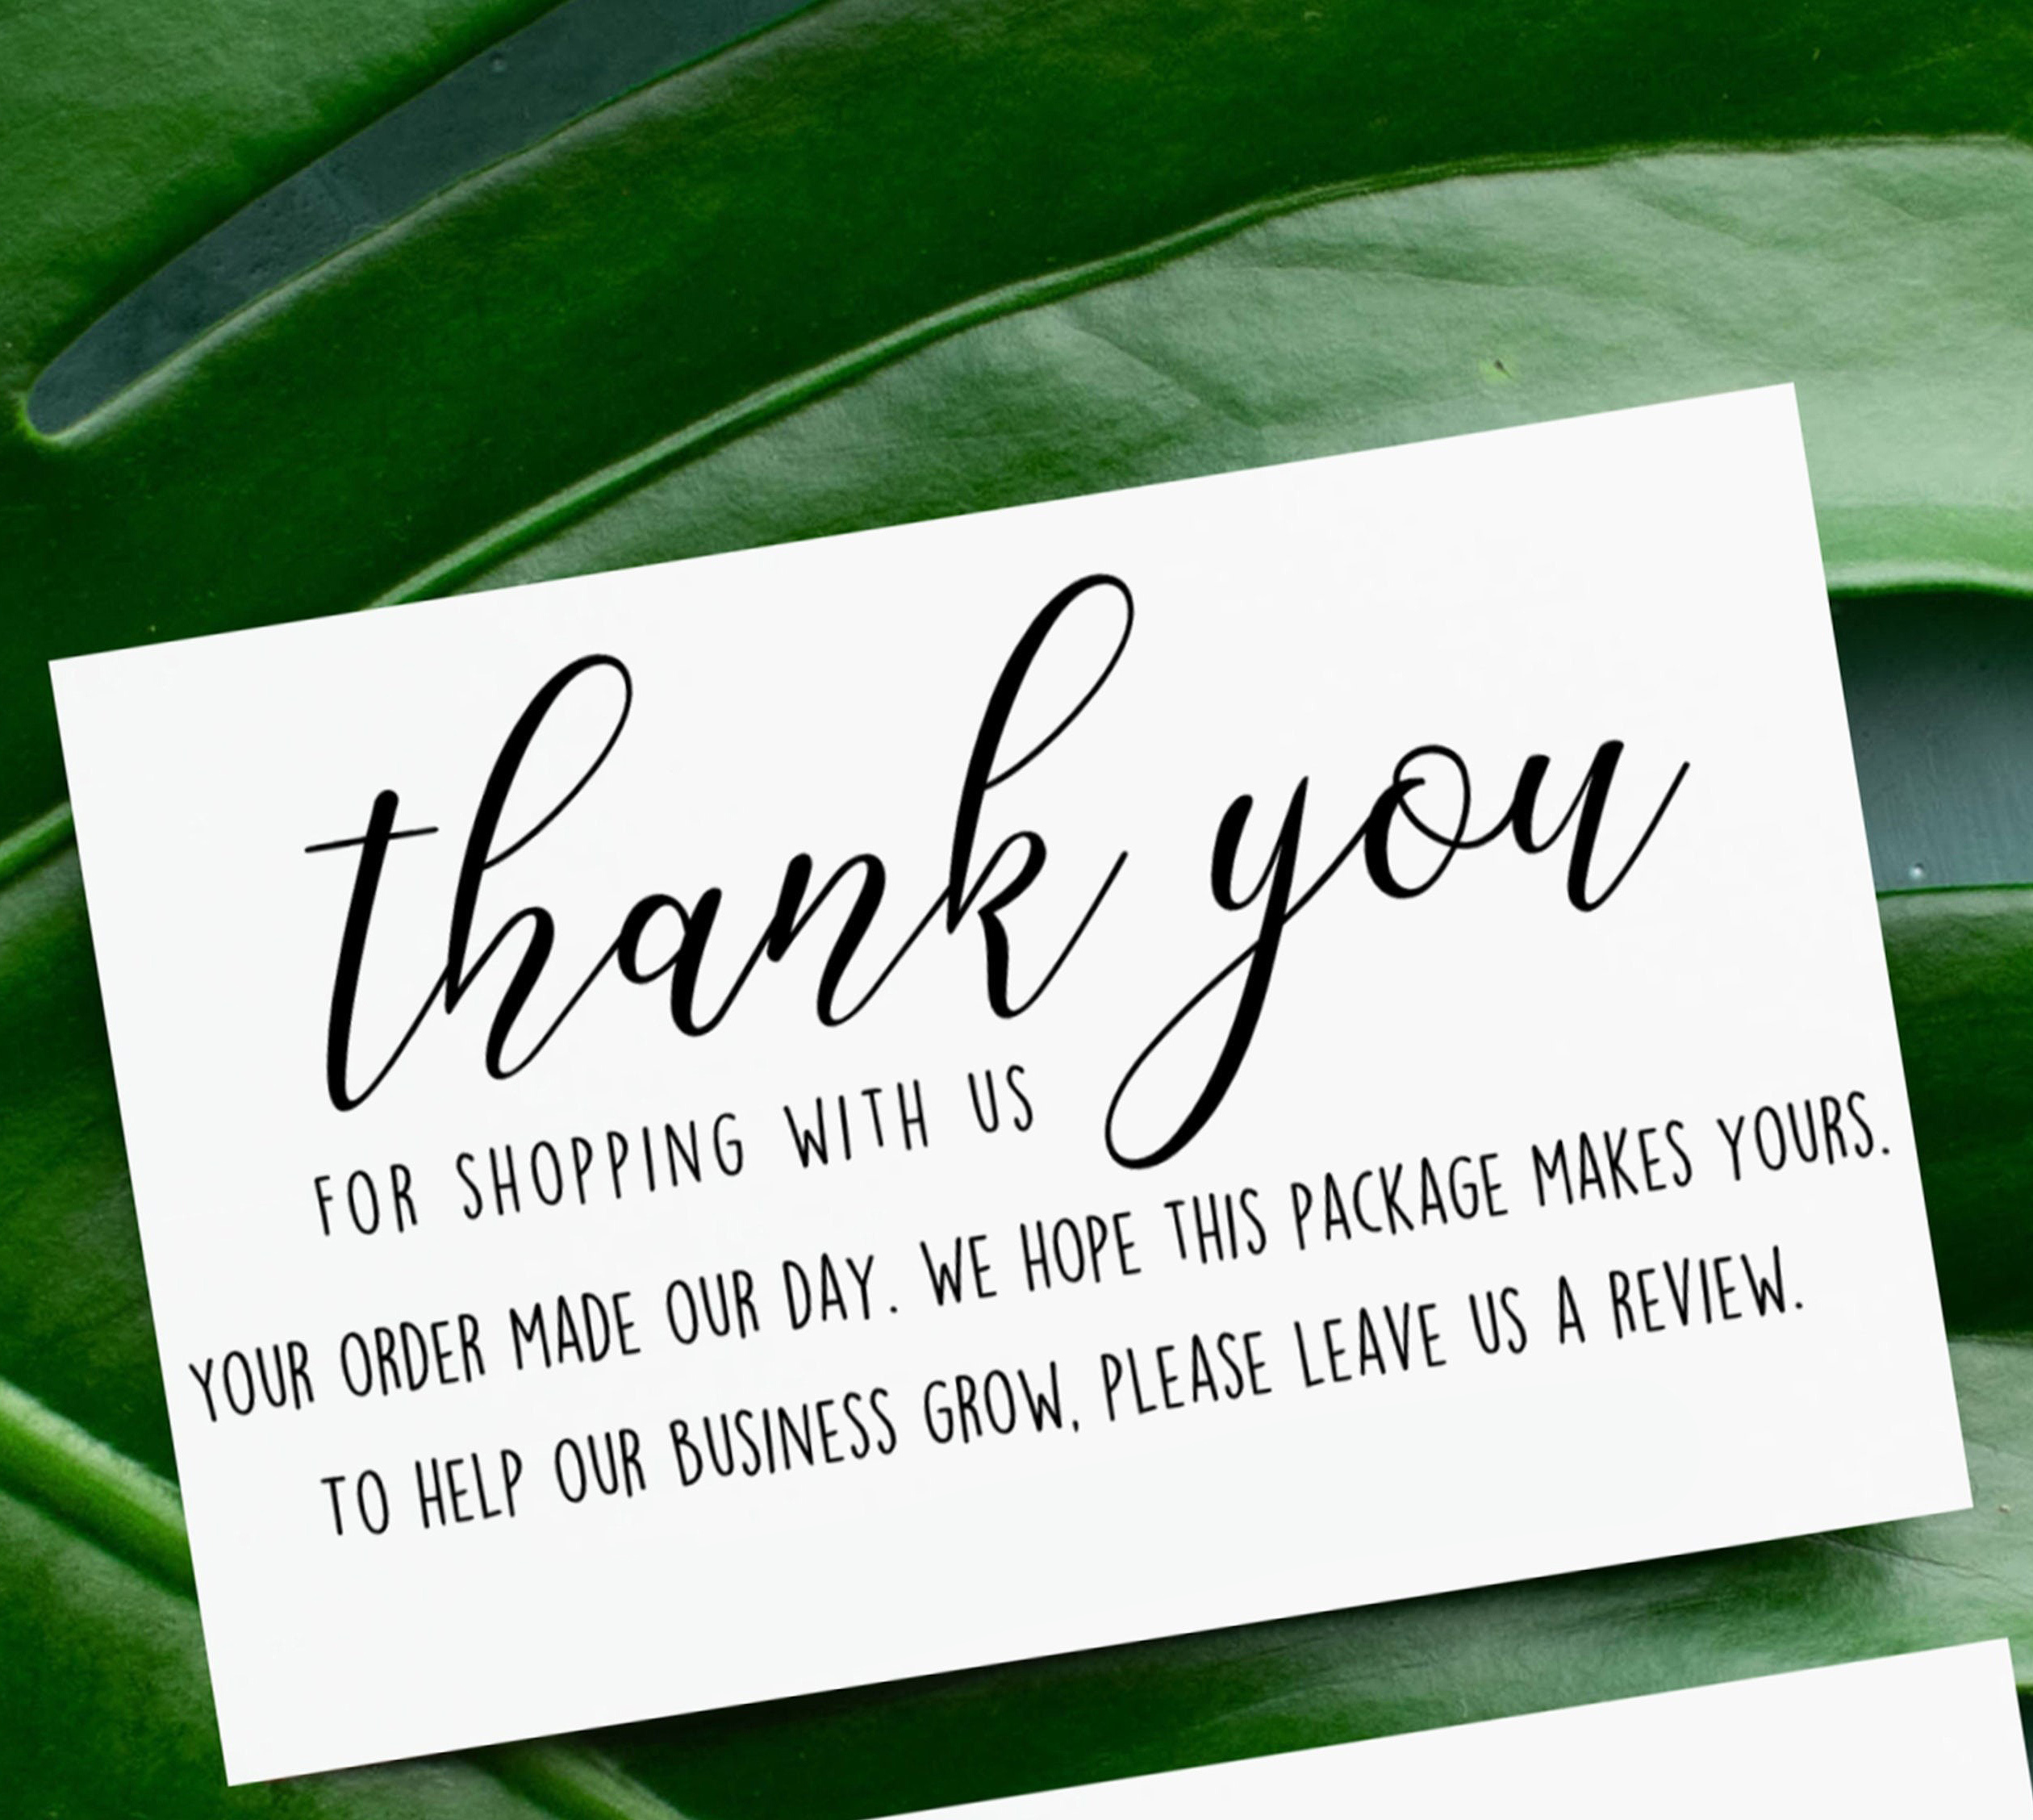 thank you
FOR SHOPPING WITH US
YOUR ORDER MADE OUR DAY. WE HOPE THIS PACKAGE MAKES YOURS.
TO HELP OUR BUSINESS GROW, PLEASE LEAVE US A REVIEW.